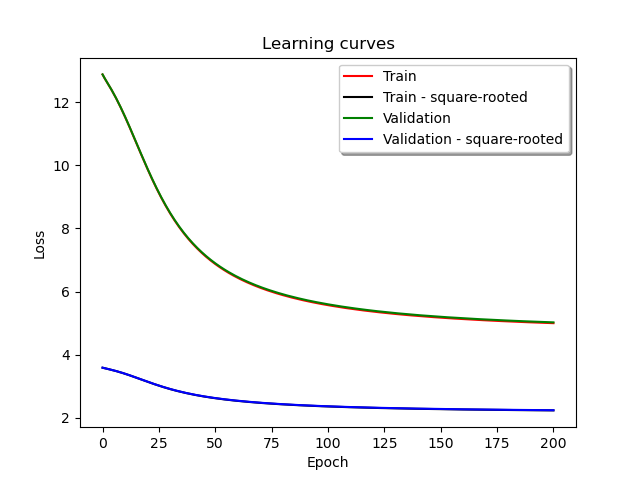 Learning curves
Train
Train - square-rooted
Validation
Validation - square-rooted
12
10
8
6
4
2
Loss
0 25 50 75 100 125 150 175 200
Epoch